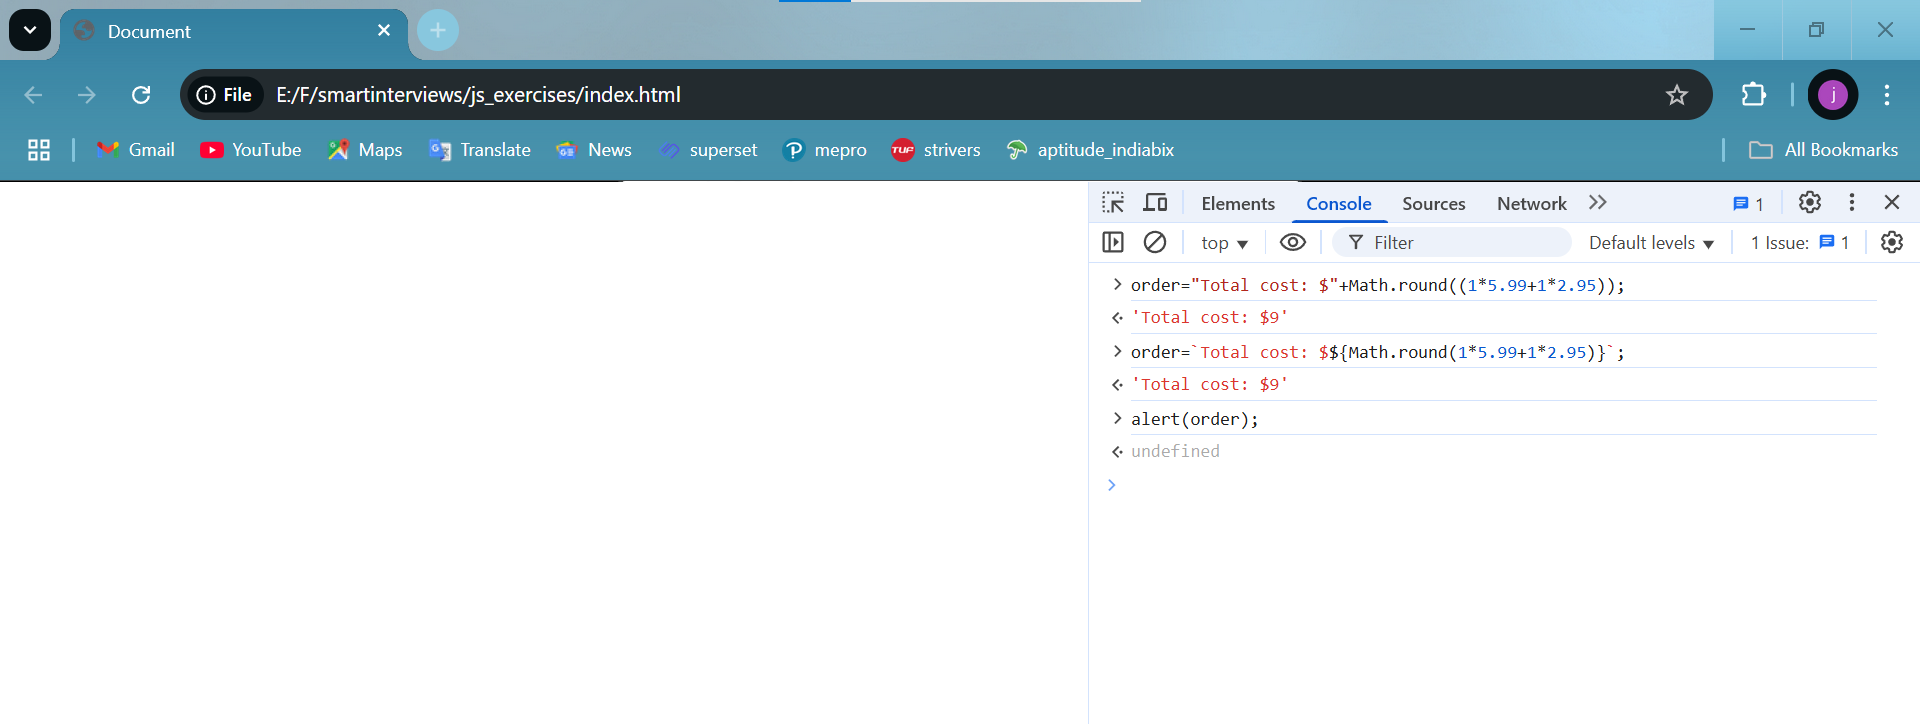 Document
File E:/F/smartinterviews/js_exercises/index.html
j
Gmail YouTube Maps Translate News superset mepro strivers aptitude_indiabix All Bookmarks
Elements Console Sources Network 1
top Filter Default levels 1 Issue: 1
order="Total cost: $"+Math.round((1*5.99+1*2.95));
'Total cost: $9'
order=`Total cost: $${Math.round(1*5.99+1*2.95)}`;
'Total cost: $9'
alert(order);
undefined